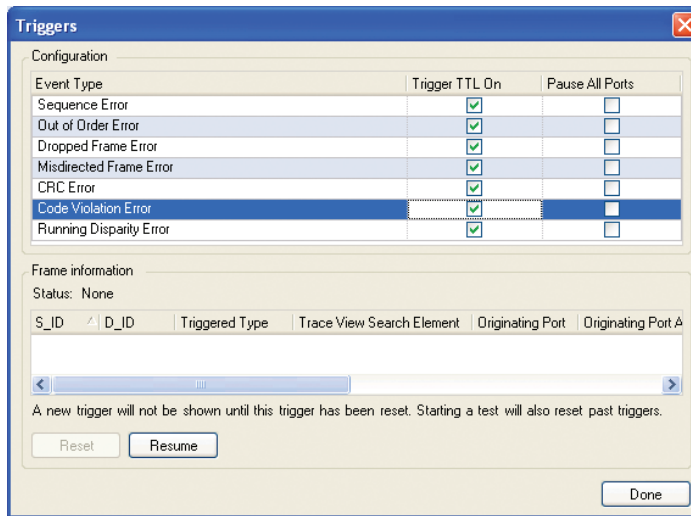 Triggers
Configuration
Event Type Trigger TTL On Pause All Ports
Sequence Error
Out of Order Error
Dropped Frame Error
Misdirected Frame Error
CRC Error
Code Violation Error
Running Disparity Error
Frame information
Status: None
S_ID D_ID Triggered Type Trace View Search Element Originating Port Originating Port A
A new trigger will not be shown until this trigger has been reset. Starting a test will also reset past triggers.
Reset Resume
Done